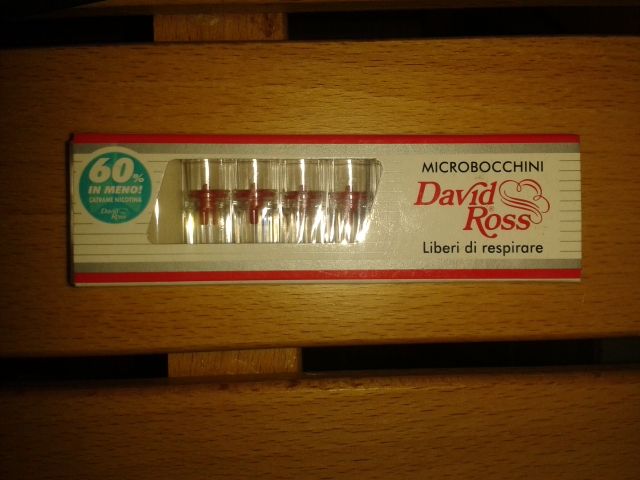 60%
IN MENO!
CATRAME NICOTINA
David
Ross
MICROBOCCHINI
David
Ross
Liberi di respirare